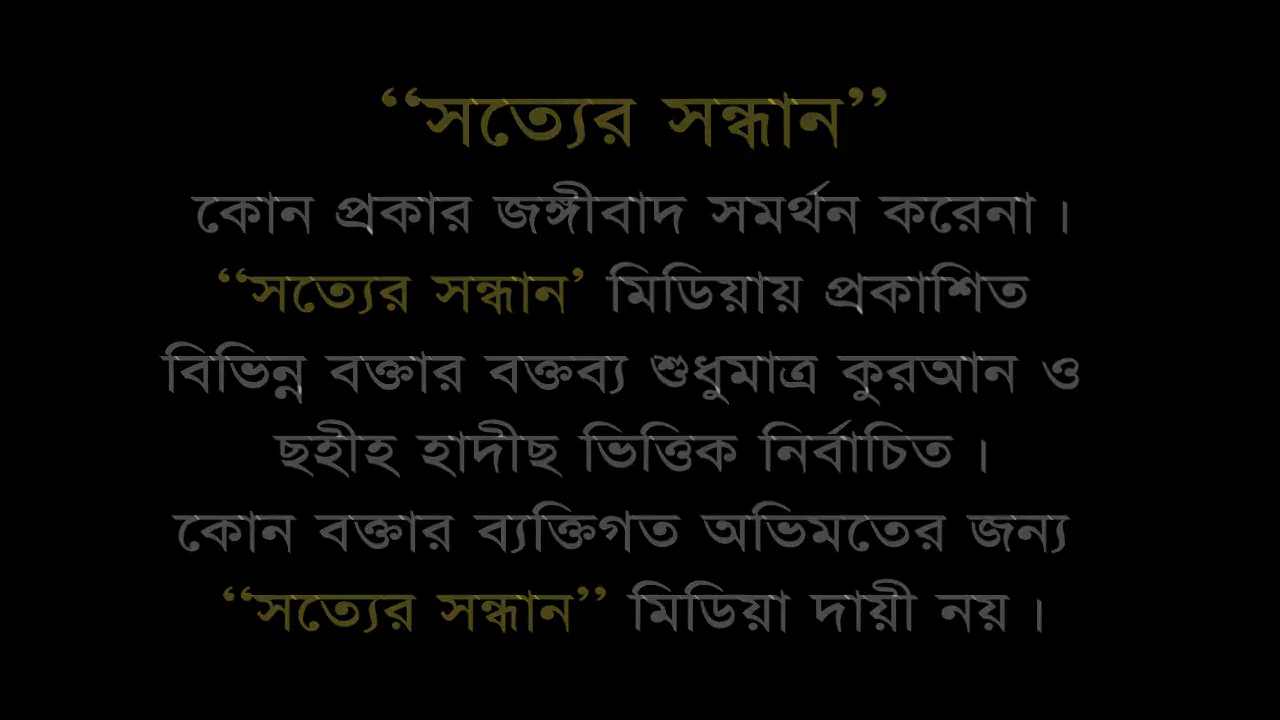 ‘‘সত্যের সন্ধান’’
কোন প্রকার জঙ্গীবাদ সমর্থন করেনা।
‘‘সত্যের সন্ধান’ মিডিয়ায় প্রকাশিত
বিভিন্ন বক্তার বক্তব্য শুধুমাত্র কুরআন ও
ছহীহ হাদীছ ভিত্তিক নির্বাচিত।
কোন বক্তার ব্যক্তিগত অভিমতের জন্য
‘‘সত্যের সন্ধান’’ মিডিয়া দায়ী নয়।